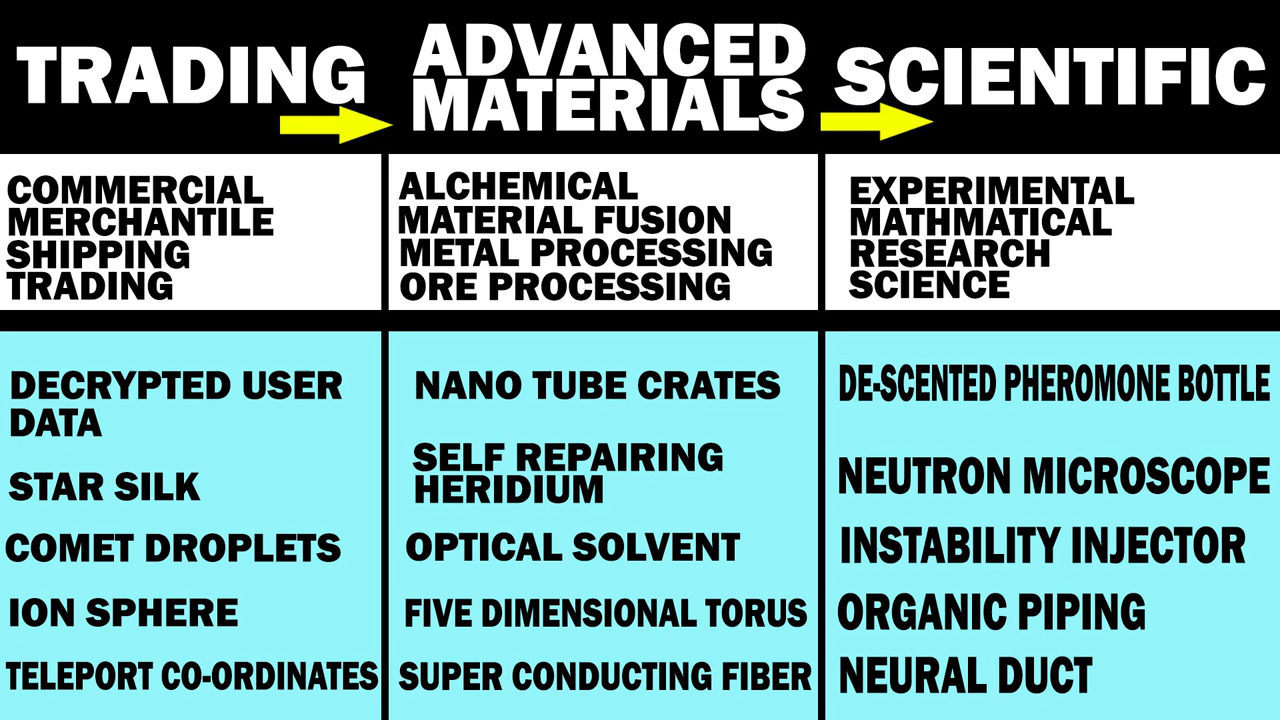 TRADING
ADVANCED
MATERIALS
SCIENTIFIC
COMMERCIAL
MERCHANTILE
SHIPPING
TRADING
ALCHEMICAL
MATERIAL FUSION
METAL PROCESSING
ORE PROCESSING
EXPERIMENTAL
MATHMATICAL
RESEARCH
SCIENCE
DECRYPTED USER
DATA
STAR SILK
COMET DROPLETS
ION SPHERE
TELEPORT CO-ORDINATES
NANO TUBE CRATES
SELF REPAIRING
HERIDIUM
OPTICAL SOLVENT
FIVE DIMENSIONAL TORUS
SUPER CONDUCTING FIBER
DE-SCENTED PHEROMONE BOTTLE
NEUTRON MICROSCOPE
INSTABILITY INJECTOR
ORGANIC PIPING
NEURAL DUCT